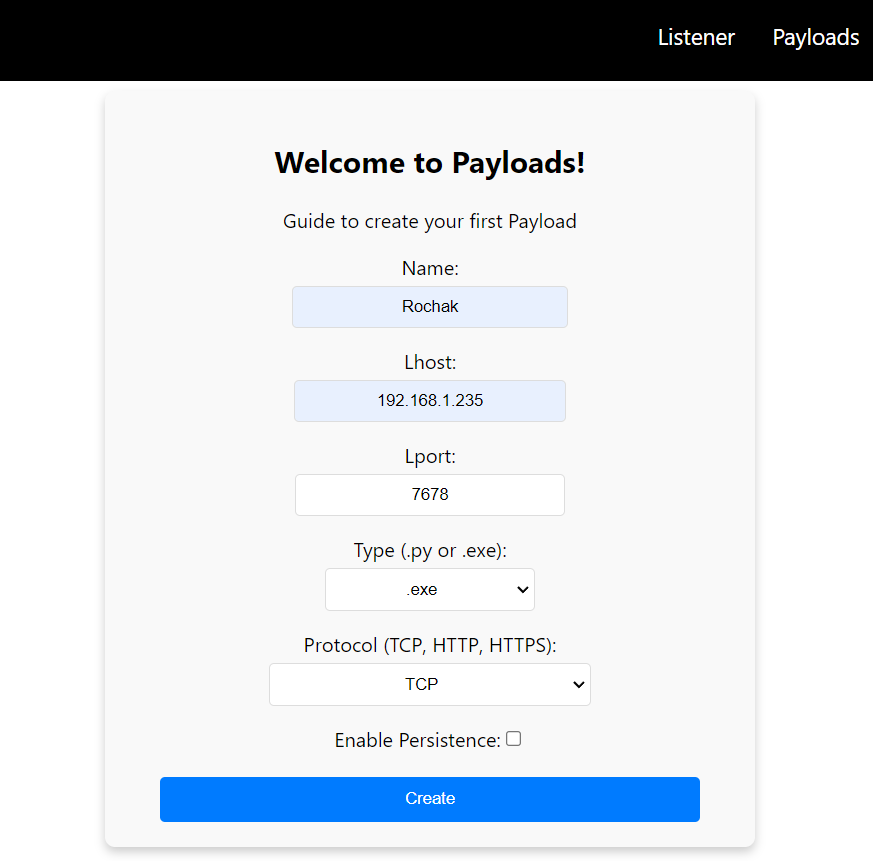 Listener Payloads
Welcome to Payloads!
Guide to create your first Payload
Name:
Rochak
Lhost:
192.168.1.235
Lport:
7678
Type (.py or .exe):
.exe
Protocol (TCP, HTTP, HTTPS):
TCP
Enable Persistence:
Create